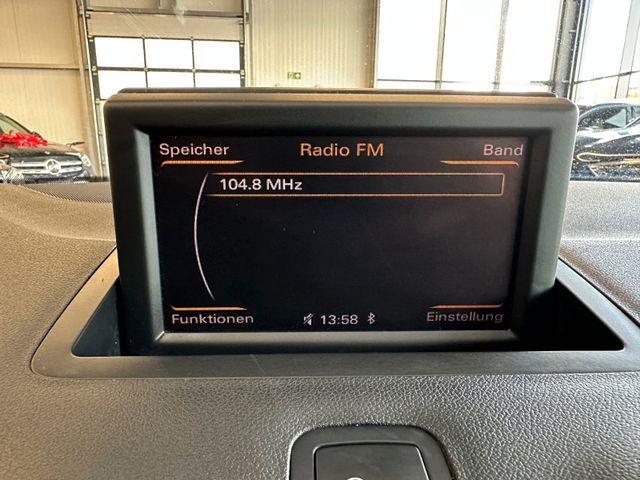 Speicher Radio FM Band
104.8 MHz
Funktionen 13:58 Einstellung